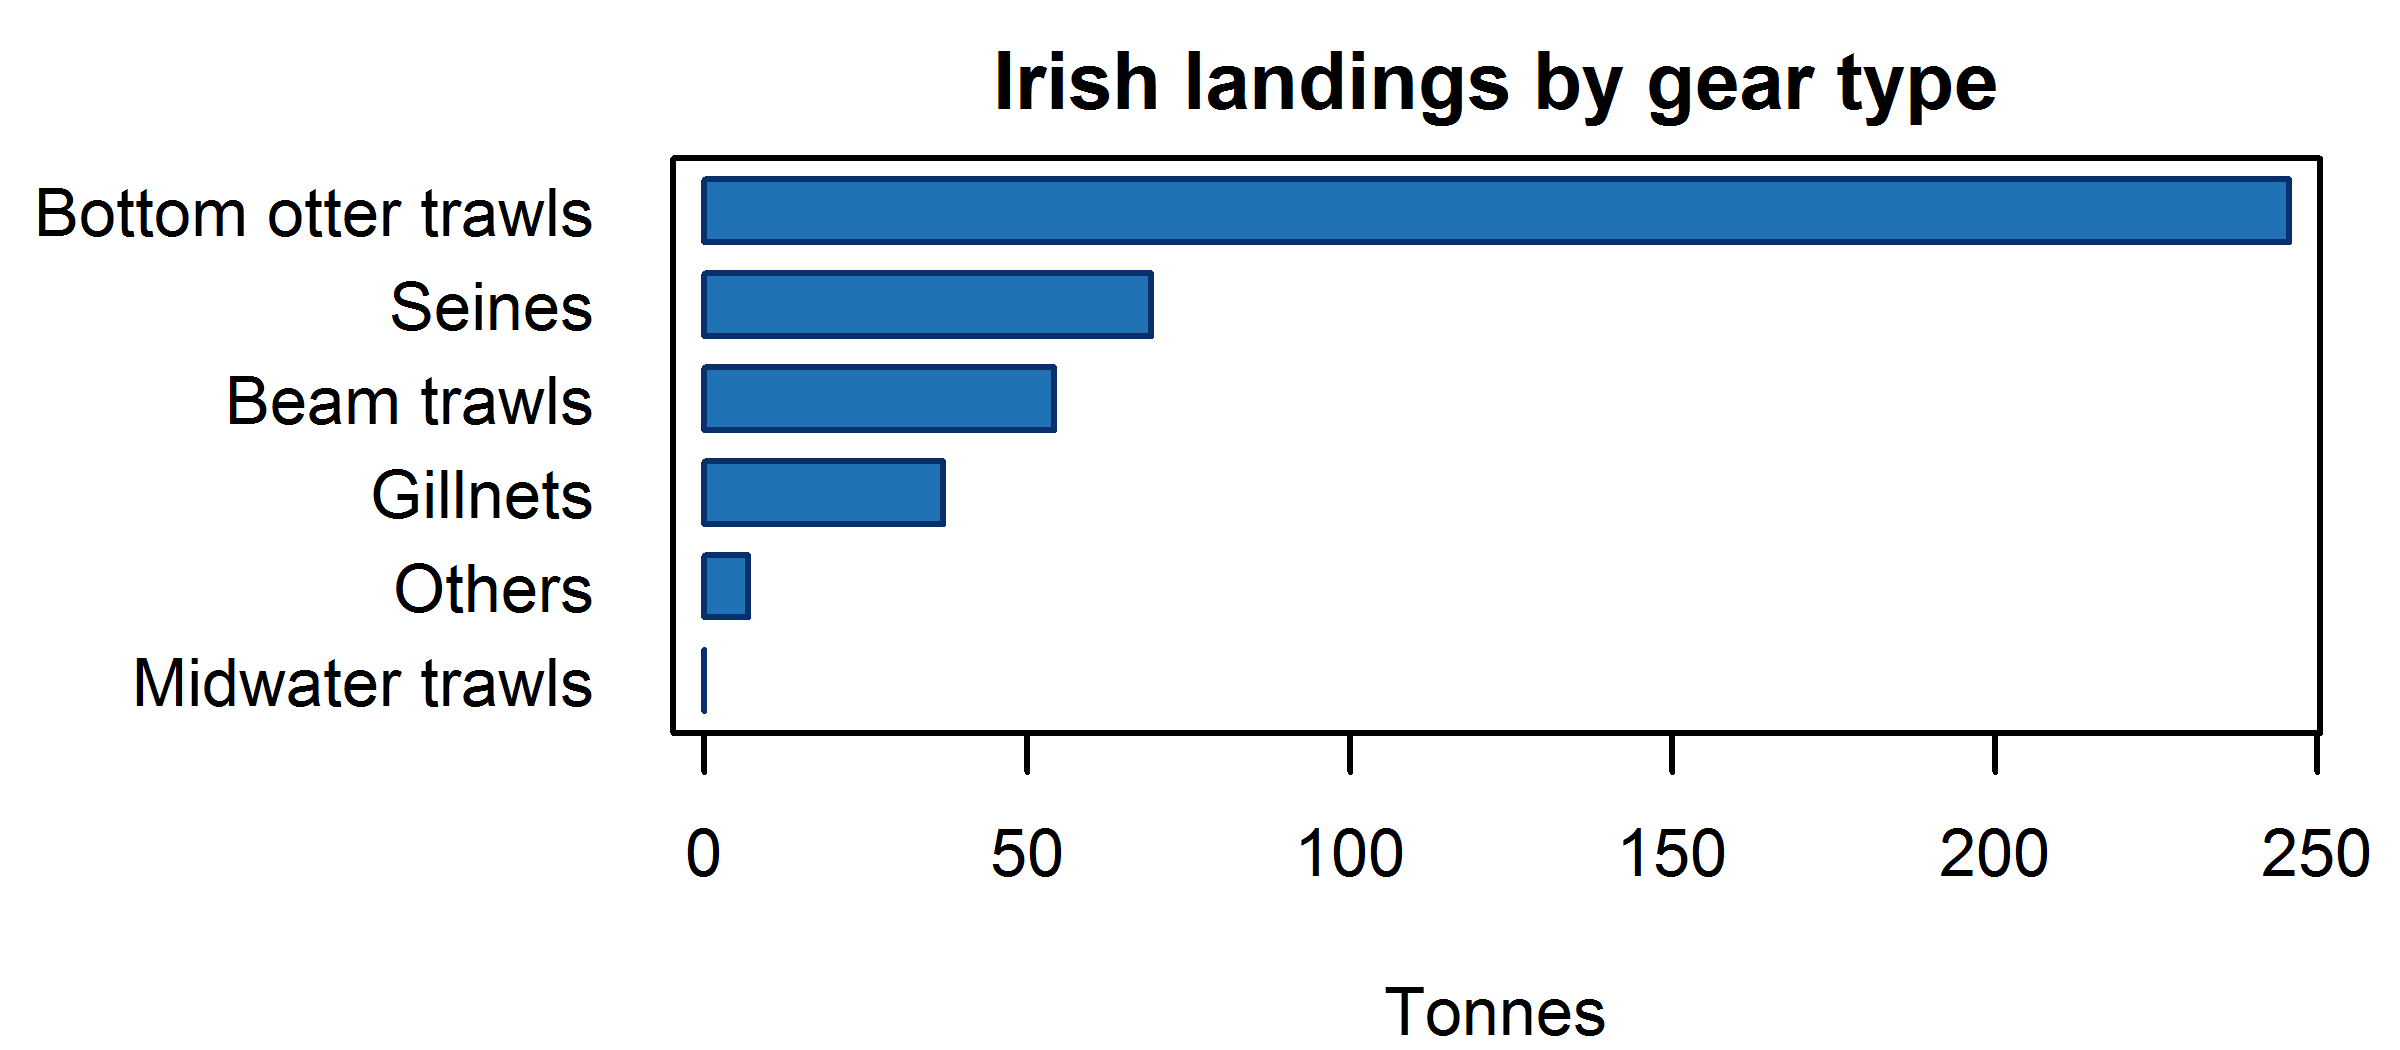 Irish landings by gear type
Bottom otter trawls
Seines
Beam trawls
Gillnets
Others
Midwater trawls
0 50 100 150 200 250
Tonnes